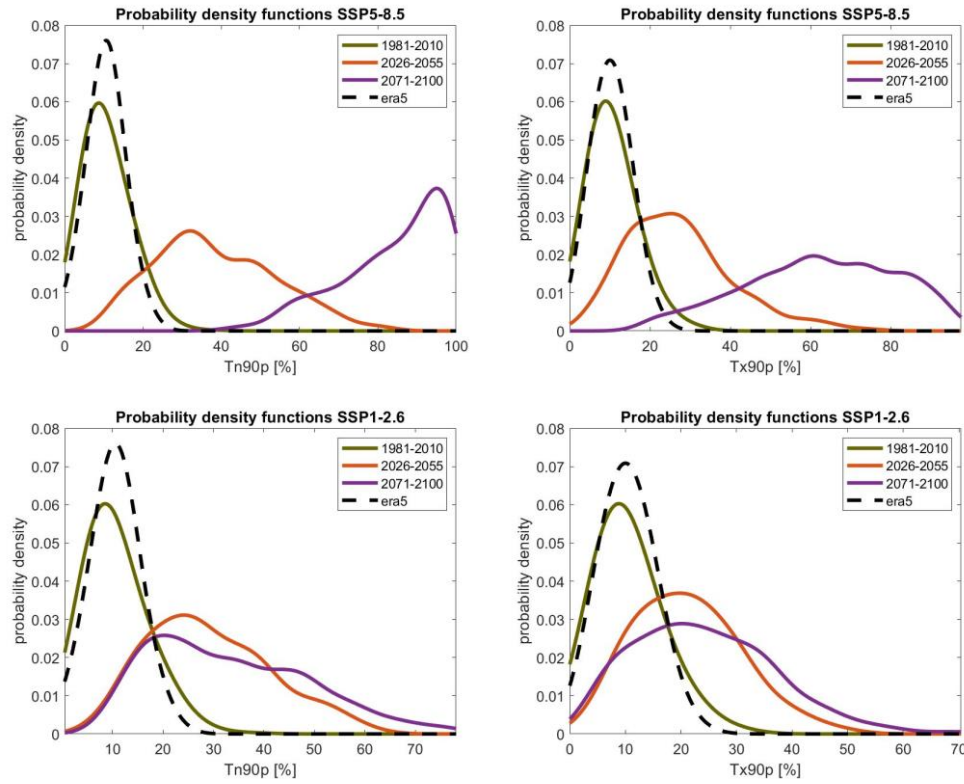 Probability density functions SSP5-8.5
0.08
0.07
0.06
0.05
0.04
0.03
0.02
0.01
0
probability density
1981-2010
2026-2055
2071-2100
era5
0 20 40 60 80 100
Tn90p [%]
Probability density functions SSP5-8.5
0.08
0.07
0.06
0.05
0.04
0.03
0.02
0.01
0
probability density
1981-2010
2026-2055
2071-2100
era5
0 20 40 60 80
Tx90p [%]
Probability density functions SSP1-2.6
0.08
0.07
0.06
0.05
0.04
0.03
0.02
0.01
0
probability density
1981-2010
2026-2055
2071-2100
era5
10 20 30 40 50 60 70
Tn90p [%]
Probability density functions SSP1-2.6
0.08
0.07
0.06
0.05
0.04
0.03
0.02
0.01
0
probability density
1981-2010
2026-2055
2071-2100
era5
0 10 20 30 40 50 60 70
Tx90p [%]